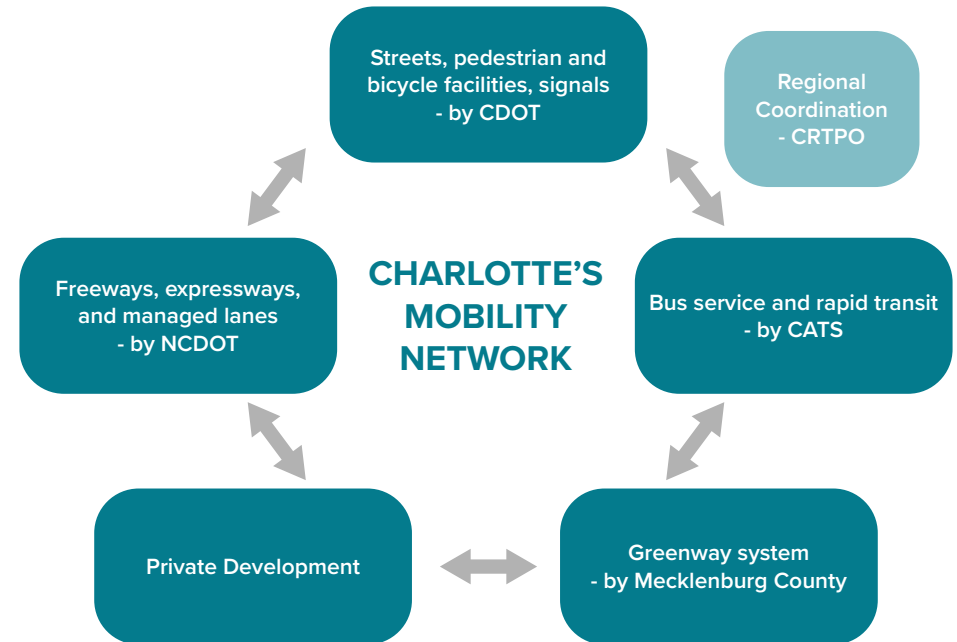 Streets, pedestrian and
bicycle facilities, signals
- by CDOT
Regional
Coordination
- CRTPO
Freeways, expressways,
and managed lanes
- by NCDOT
CHARLOTTE’S
MOBILITY
NETWORK
Bus service and rapid transit
- by CATS
Private Development
Greenway system
- by Mecklenburg County